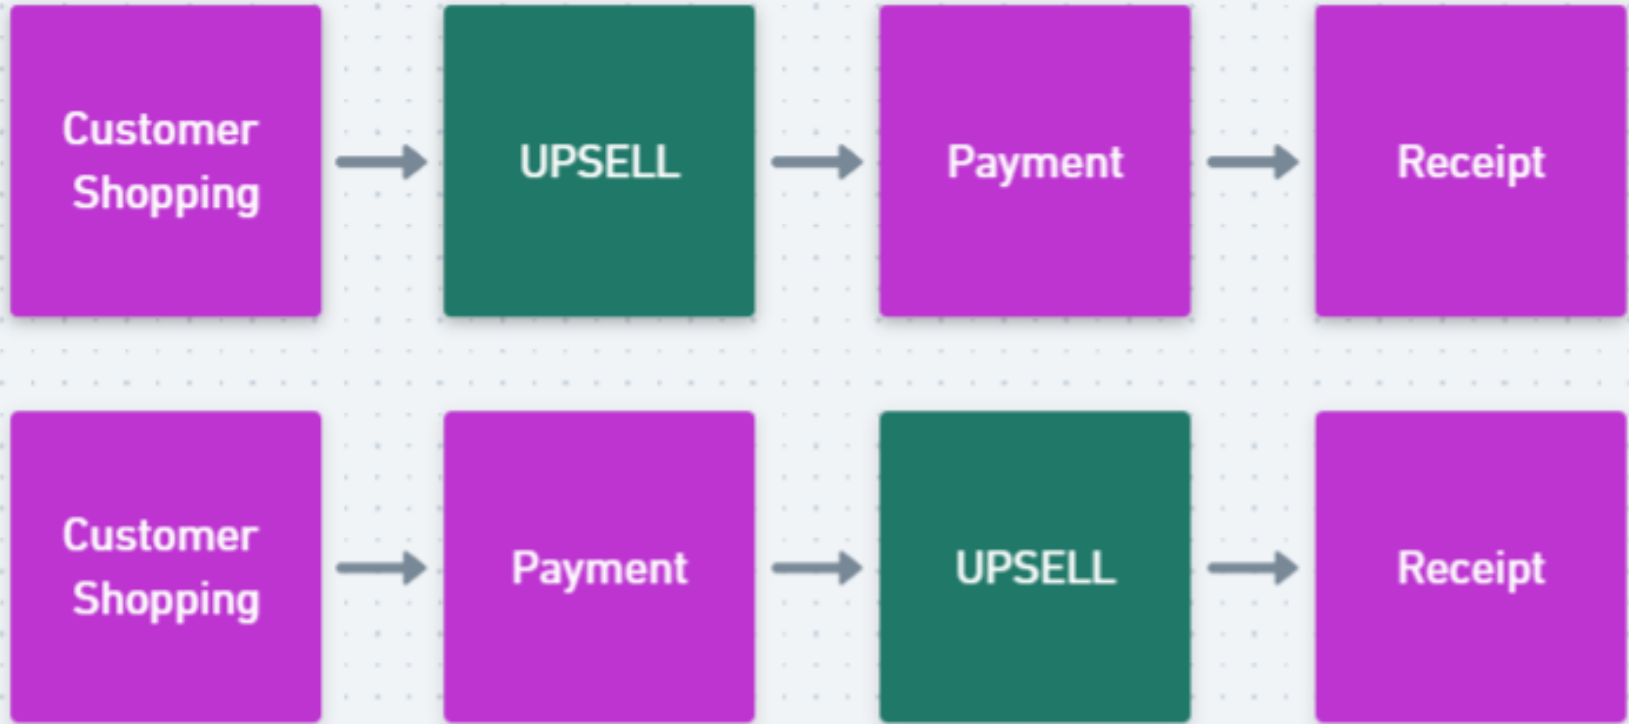 Customer
Shopping
UPSELL
Payment
Receipt
Customer
Shopping
Payment
UPSELL
Receipt